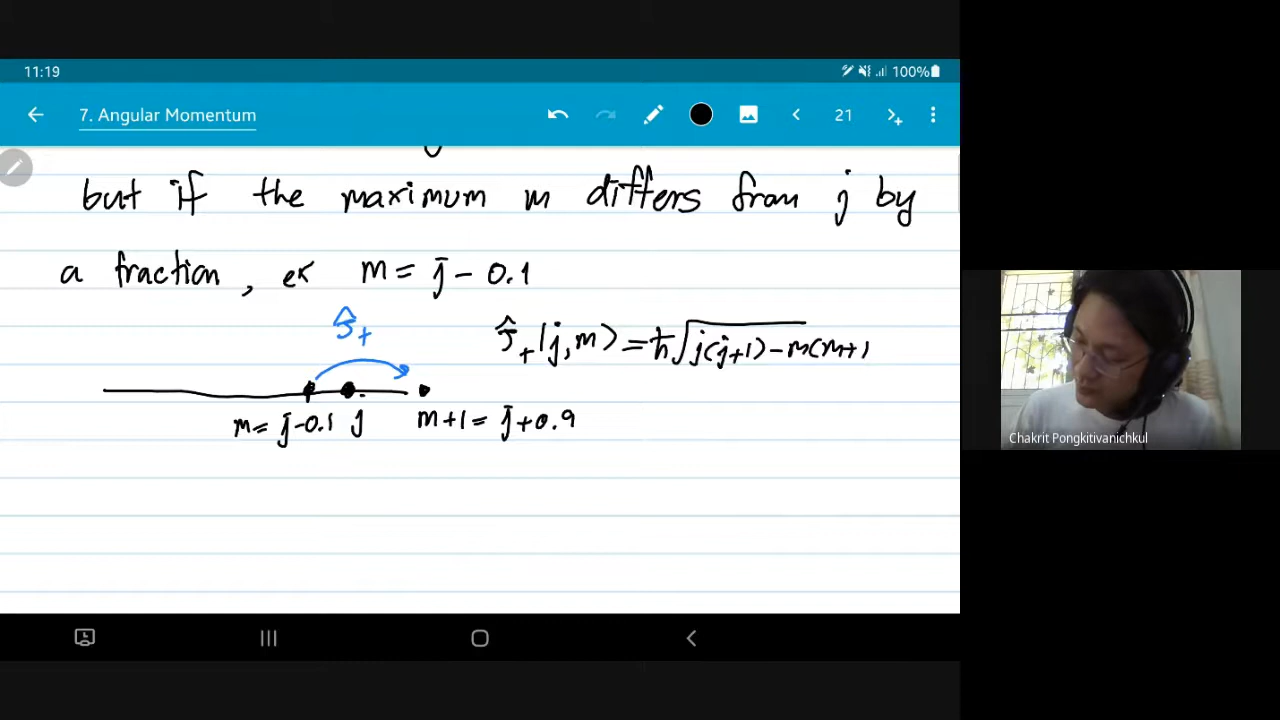 11:19
100%
7. Angular Momentum
21
but if the maximum m differs from j by
a fraction, ex m = j - 0.1
Ĵ₊
Ĵ₊|j,m⟩ = ħ√j(j+1) - m(m+1
m = j-0.1 j m+1 = j+0.9
Chakrit Pongkitivanichkul